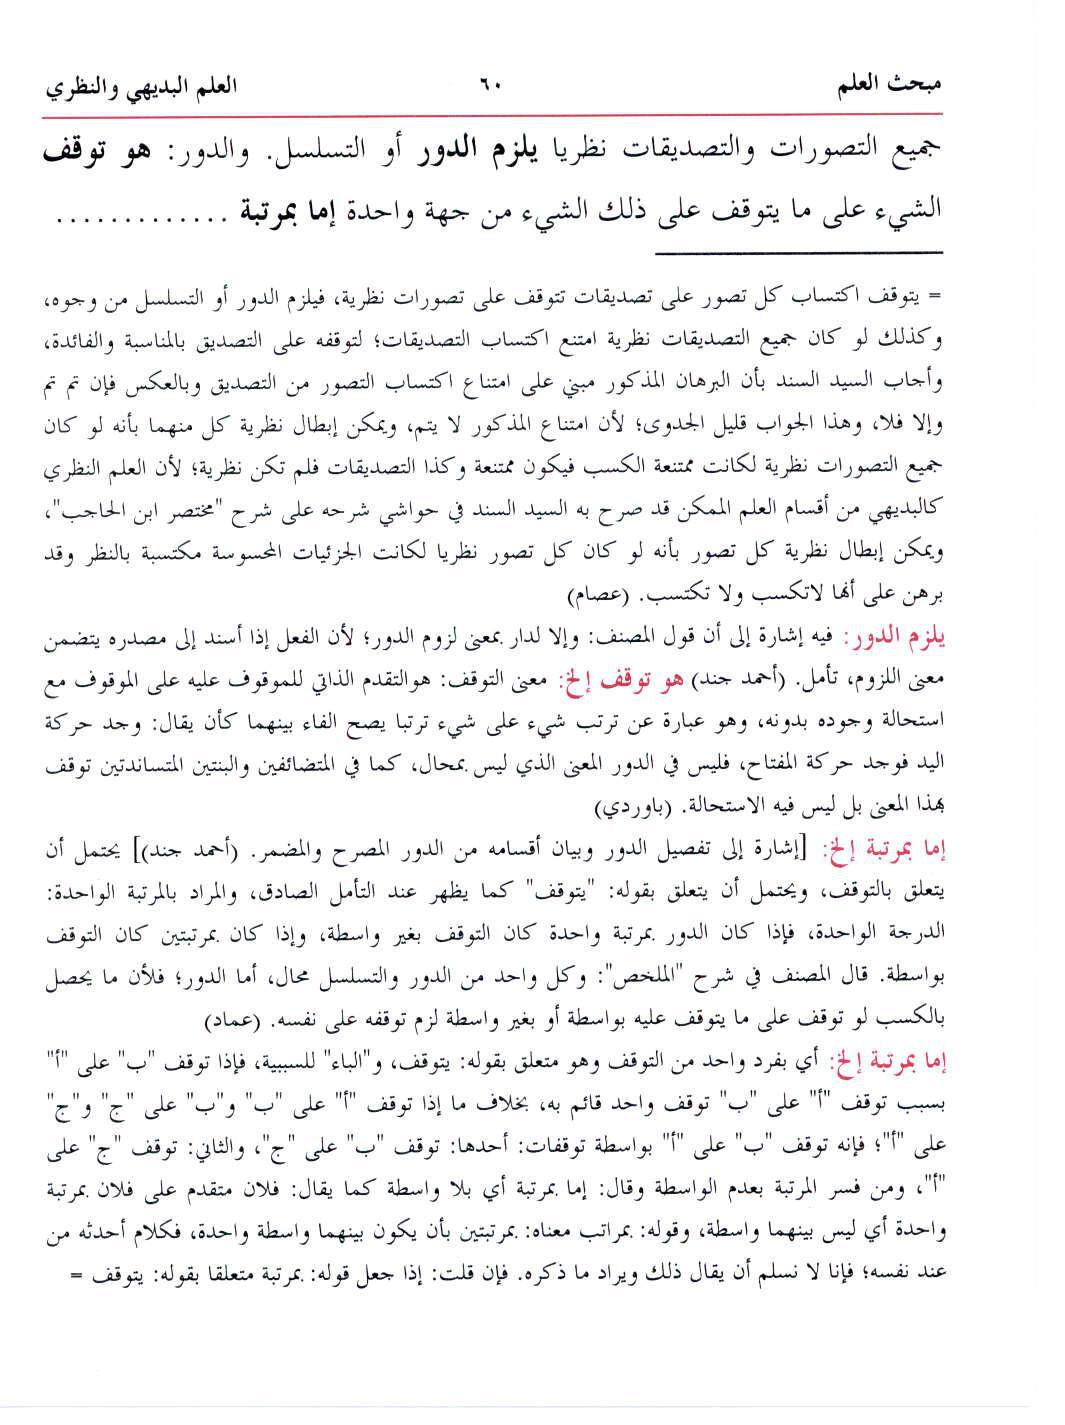 مبحث العلم ٦٠ العلم البديهي والنظري
جميع التصورات والتصديقات نظريا يلزم الدور أو التسلسل. والدور: هو توقف
الشيء على ما يتوقف على ذلك الشيء من جهة واحدة إما بمرتبة .............
= يتوقف اكتساب كل تصور على تصديقات تتوقف على تصورات نظرية، فيلزم الدور أو التسلسل من وجوه،
وكذلك لو كان جميع التصديقات نظرية امتنع اكتساب التصديقات؛ لتوقفه على التصديق بالمناسبة والفائدة،
وأجاب السيد السند بأن البرهان المذكور مبني على امتناع اكتساب التصور من التصديق وبالعكس فإن تم تم
وإلا فلا، وهذا الجواب قليل الجدوى؛ لأن امتناع المذكور لا يتم، ويمكن إبطال نظرية كل منهما بأنه لو كان
جميع التصورات نظرية لكانت ممتنعة الكسب فيكون ممتنعة وكذا التصديقات فلم تكن نظرية؛ لأن العلم النظري
كالبديهي من أقسام العلم الممكن قد صرح به السيد السند في حواشي شرحه على شرح "مختصر ابن الحاجب"،
ويمكن إبطال نظرية كل تصور بأنه لو كان كل تصور نظريا لكانت الجزئيات المحسوسة مكتسبة بالنظر وقد
برهن على أنها لاتكسب ولا تكتسب. (عصام)
يلزم الدور: فيه إشارة إلى أن قول المصنف: وإلا لدار بمعنى لزوم الدور؛ لأن الفعل إذا أسند إلى مصدره يتضمن
معنى اللزوم، تأمل. (أحمد جند) هو توقف إلخ: معنى التوقف: هوالتقدم الذاتي للموقوف عليه على الموقوف مع
استحالة وجوده بدونه، وهو عبارة عن ترتب شيء على شيء ترتبا يصح الفاء بينهما كأن يقال: وجد حركة
اليد فوجد حركة المفتاح، فليس في الدور المعنى الذي ليس بمحال، كما في المتضائفين والبنتين المتساندتين توقف
بهذا المعنى بل ليس فيه الاستحالة. (باوردي)
إما بمرتبة إلخ: [إشارة إلى تفصيل الدور وبيان أقسامه من الدور المصرح والمضمر. (أحمد جند)] يحتمل أن
يتعلق بالتوقف، ويحتمل أن يتعلق بقوله: "يتوقف" كما يظهر عند التأمل الصادق، والمراد بالمرتبة الواحدة:
الدرجة الواحدة، فإذا كان الدور بمرتبة واحدة كان التوقف بغير واسطة، وإذا كان بمرتبتين كان التوقف
بواسطة. قال المصنف في شرح "الملخص": وكل واحد من الدور والتسلسل محال، أما الدور؛ فلأن ما يحصل
بالكسب لو توقف على ما يتوقف عليه بواسطة أو بغير واسطة لزم توقفه على نفسه. (عماد)
إما بمرتبة إلخ: أي بفرد واحد من التوقف وهو متعلق بقوله: يتوقف، و"الباء" للسببية، فإذا توقف "ب" على "أ"
بسبب توقف "أ" على "ب" توقف واحد قائم به، بخلاف ما إذا توقف "أ" على "ب" و"ب" على "ج" و"ج"
على "أ"؛ فإنه توقف "ب" على "أ" بواسطة توقفات: أحدها: توقف "ب" على "ج"، والثاني: توقف "ج" على
"أ"، ومن فسر المرتبة بعدم الواسطة وقال: إما بمرتبة أي بلا واسطة كما يقال: فلان متقدم على فلان بمرتبة
واحدة أي ليس بينهما واسطة، وقوله: بمراتب معناه: بمرتبتين بأن يكون بينهما واسطة واحدة، فكلام أحدثه من
عند نفسه؛ فإنا لا نسلم أن يقال ذلك ويراد ما ذكره. فإن قلت: إذا جعل قوله: بمرتبة متعلقا بقوله: يتوقف =